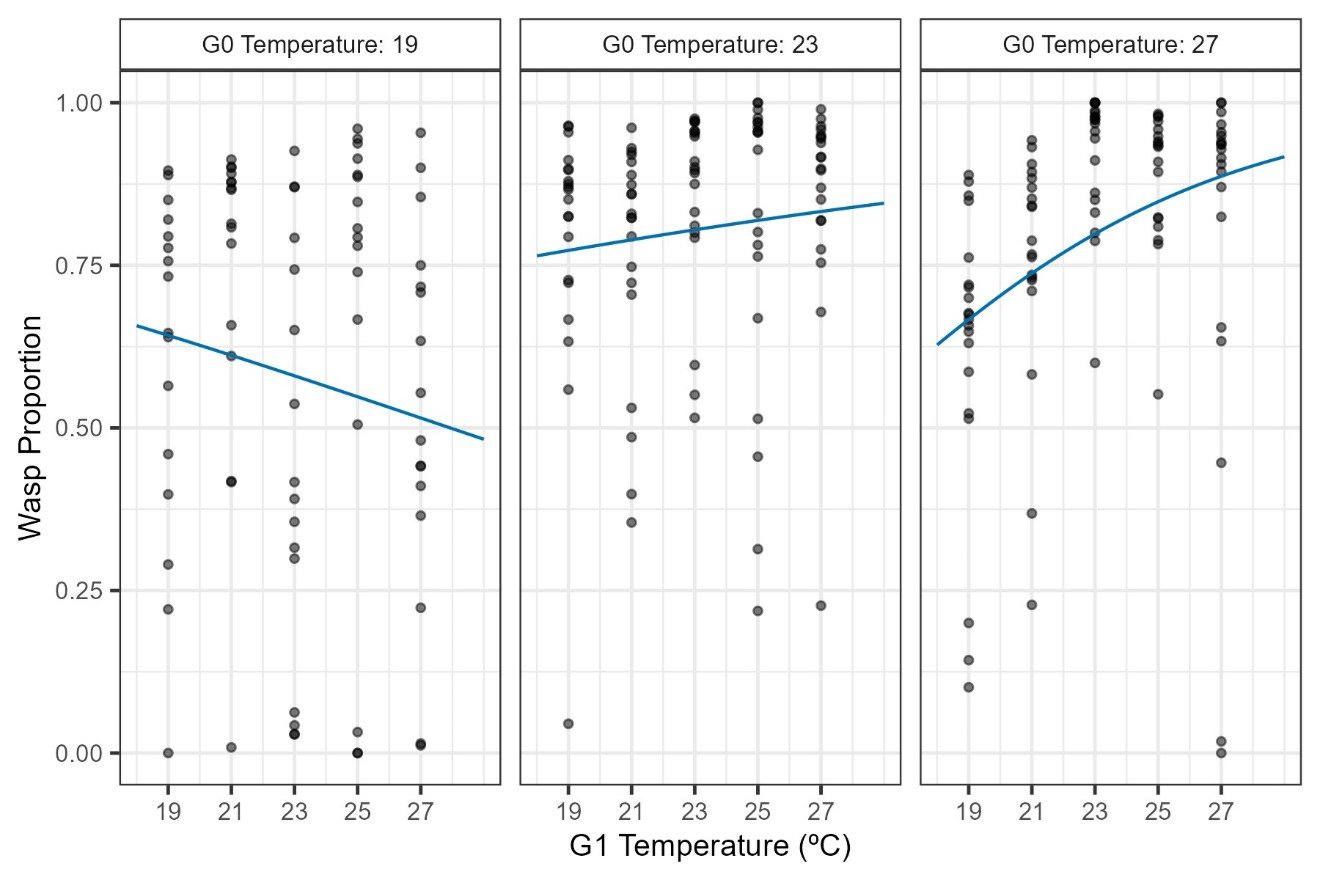 G0 Temperature: 19
G0 Temperature: 23
G0 Temperature: 27
Wasp Proportion
1.00
0.75
0.50
0.25
0.00
19 21 23 25 27
19 21 23 25 27
19 21 23 25 27
G1 Temperature (ºC)